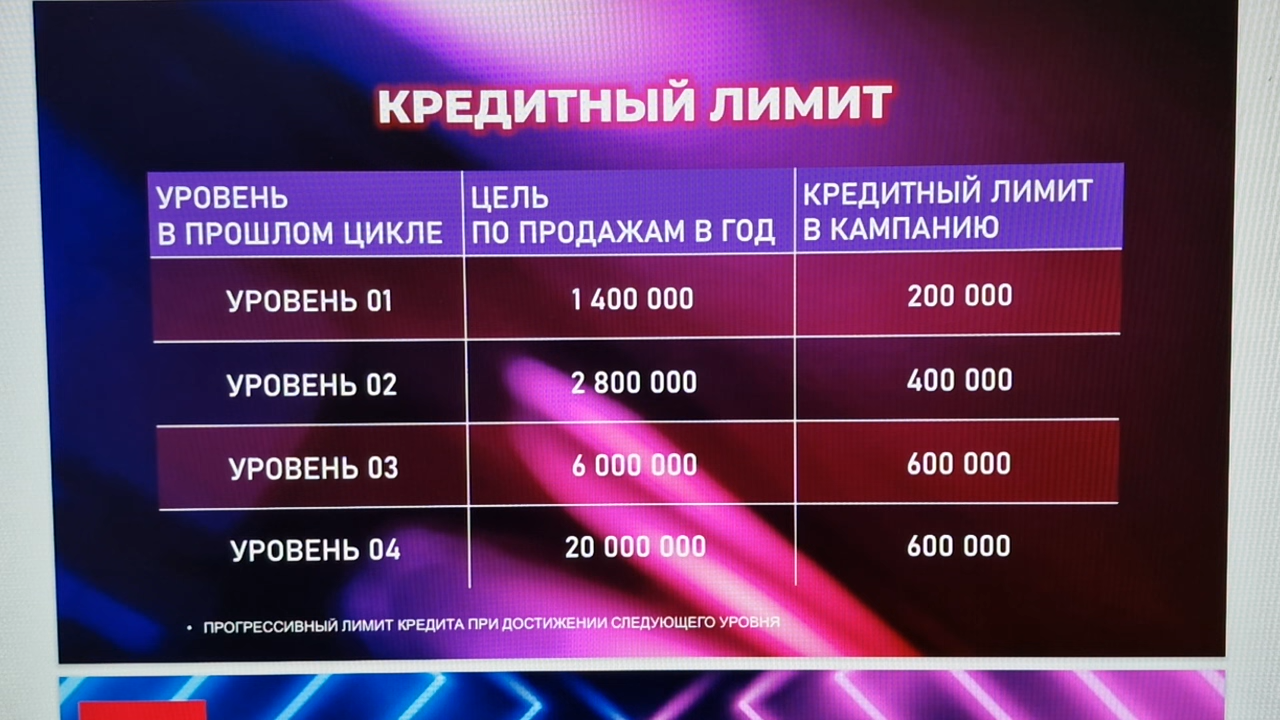 КРЕДИТНЫЙ ЛИМИТ
УРОВЕНЬ
В ПРОШЛОМ ЦИКЛЕ
ЦЕЛЬ
ПО ПРОДАЖАМ В ГОД
КРЕДИТНЫЙ ЛИМИТ
В КАМПАНИЮ
УРОВЕНЬ 01 1 400 000 200 000
УРОВЕНЬ 02 2 800 000 400 000
УРОВЕНЬ 03 6 000 000 600 000
УРОВЕНЬ 04 20 000 000 600 000
• ПРОГРЕССИВНЫЙ ЛИМИТ КРЕДИТА ПРИ ДОСТИЖЕНИИ СЛЕДУЮЩЕГО УРОВНЯ